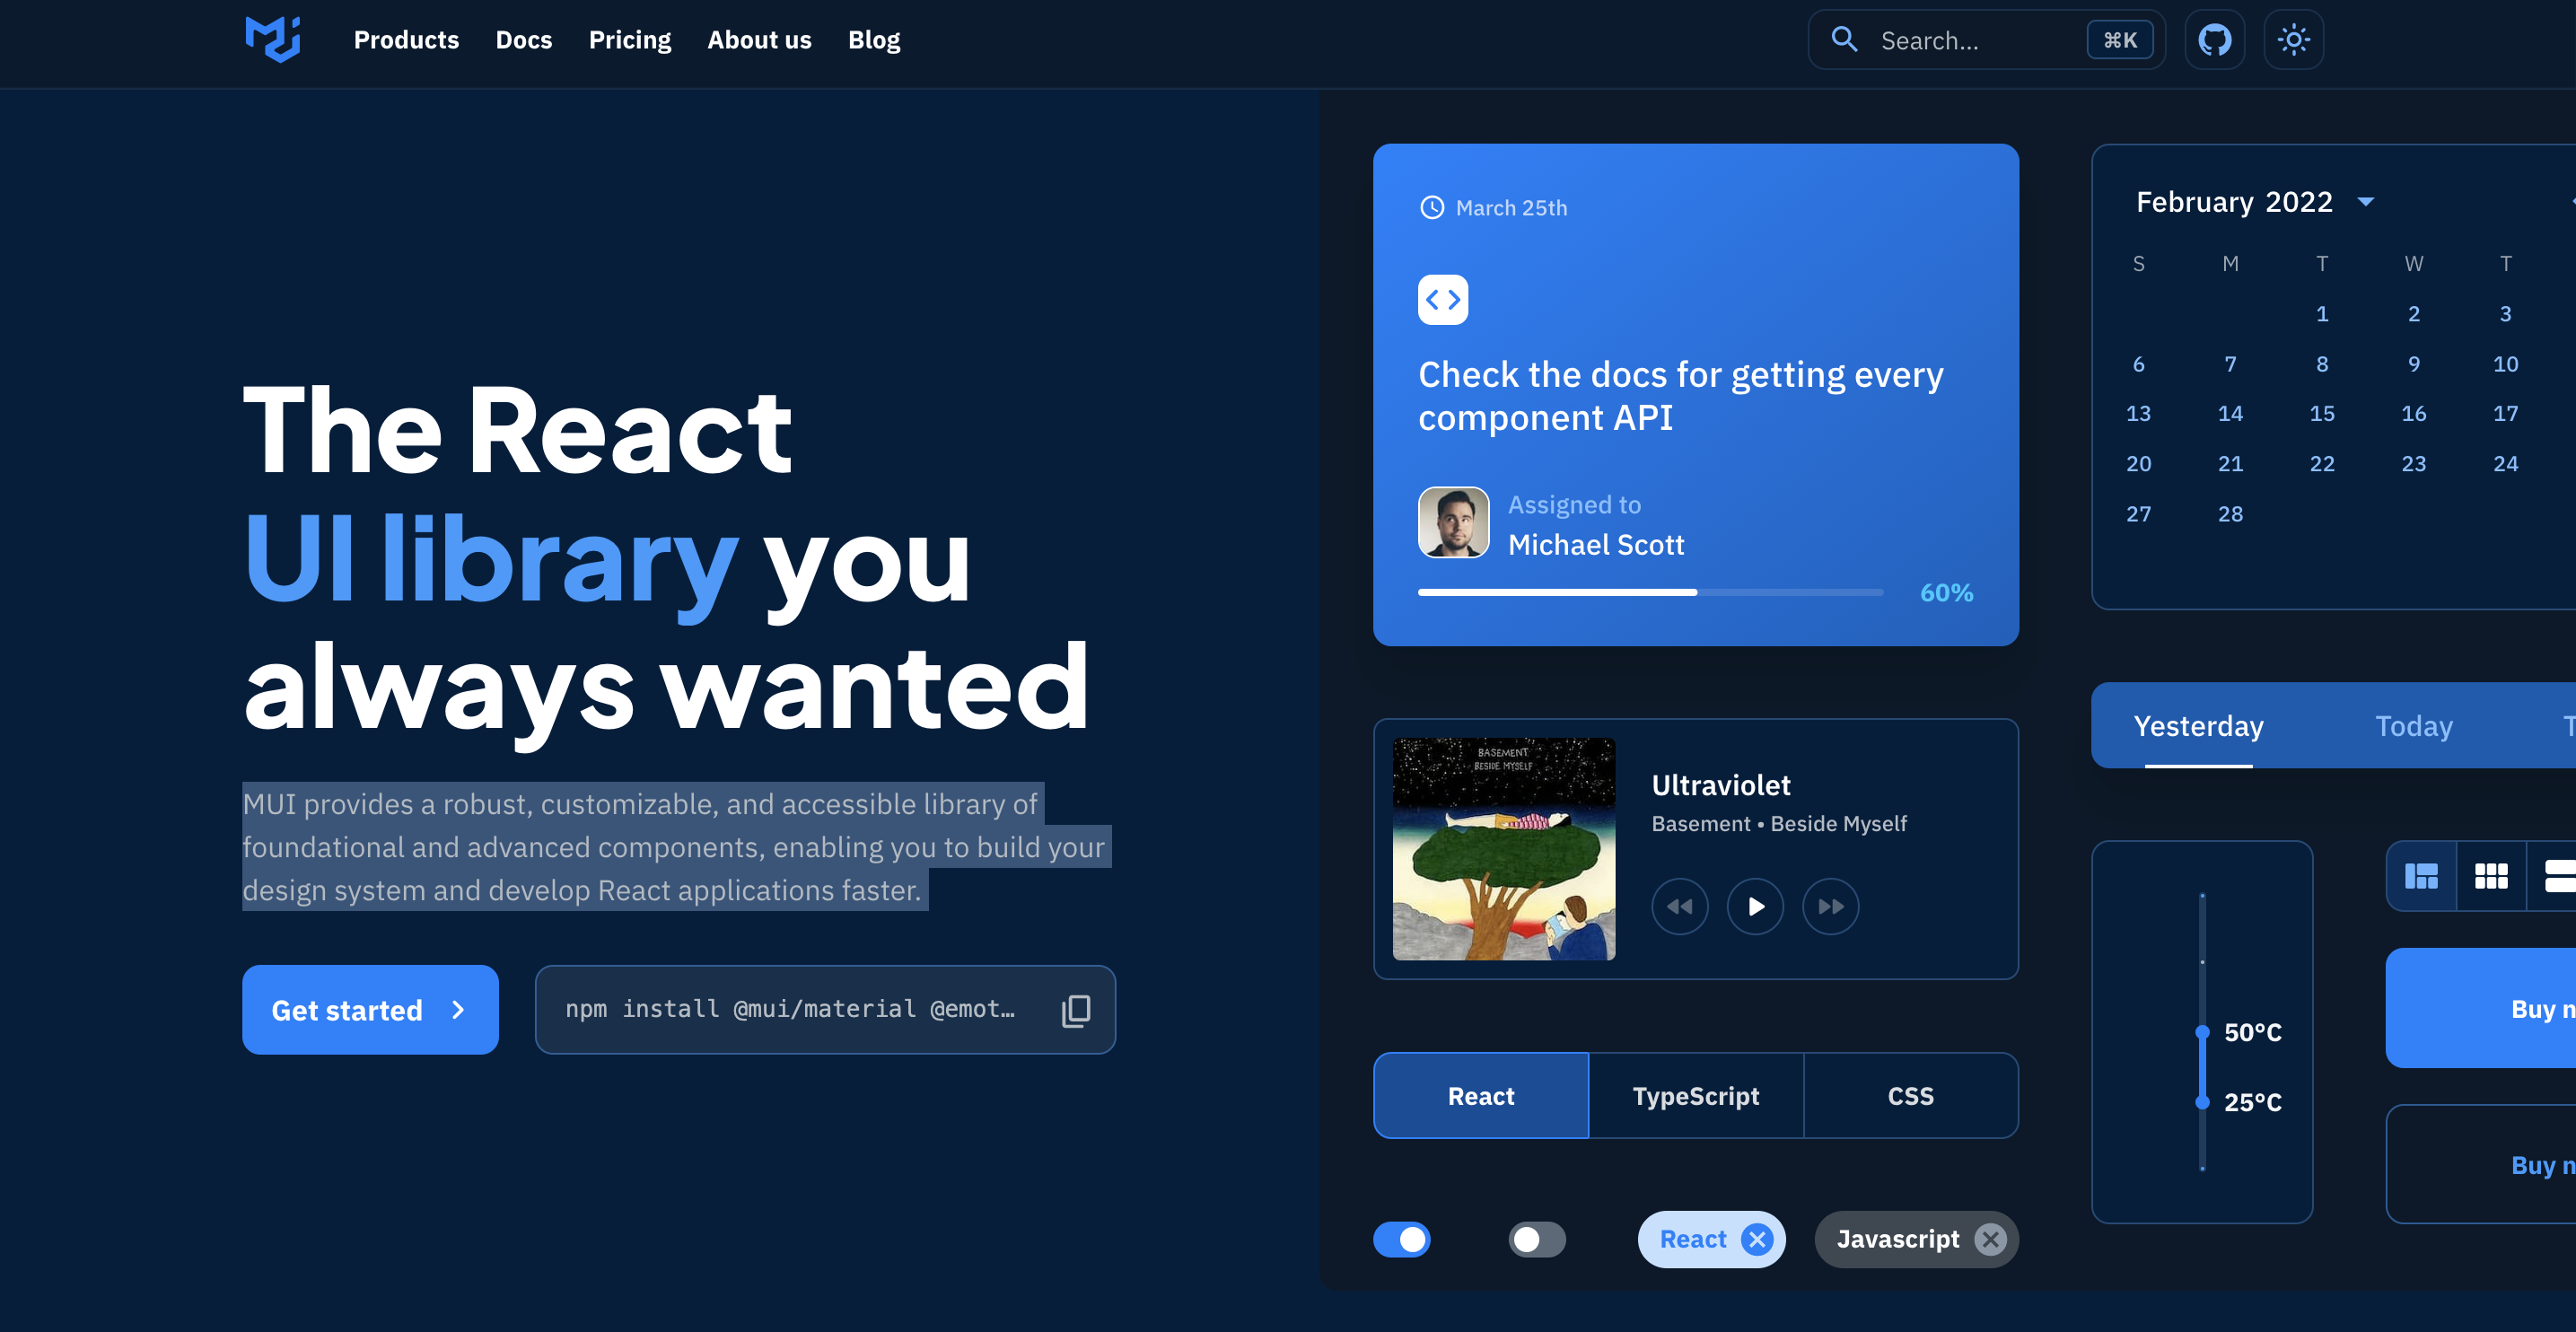 Products Docs Pricing About us Blog
Search... ⌘K
The React
UI library you
always wanted
MUI provides a robust, customizable, and accessible library of
foundational and advanced components, enabling you to build your
design system and develop React applications faster.
Get started
npm install @mui/material @emot…
March 25th
Check the docs for getting every
component API
Assigned to
Michael Scott
60%
BASEMENT
BESIDE MYSELF
Ultraviolet
Basement • Beside Myself
React TypeScript CSS
React Javascript
February 2022
S M T W T
1 2 3
6 7 8 9 10
13 14 15 16 17
20 21 22 23 24
27 28
Yesterday Today T
50°C
25°C
Buy n
Buy n